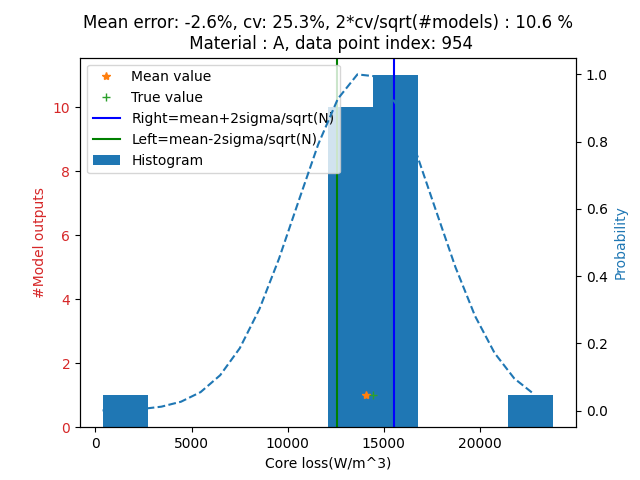 Mean error: -2.6%, cv: 25.3%, 2*cv/sqrt(#models) : 10.6 %
Material : A, data point index: 954
Mean value
True value
Right=mean+2sigma/sqrt(N)
Left=mean-2sigma/sqrt(N)
Histogram
#Model outputs
10
8
6
4
2
0
1.0
0.8
0.6
0.4
0.2
0.0
Probability
0
5000
10000
15000
20000
Core loss(W/m^3)